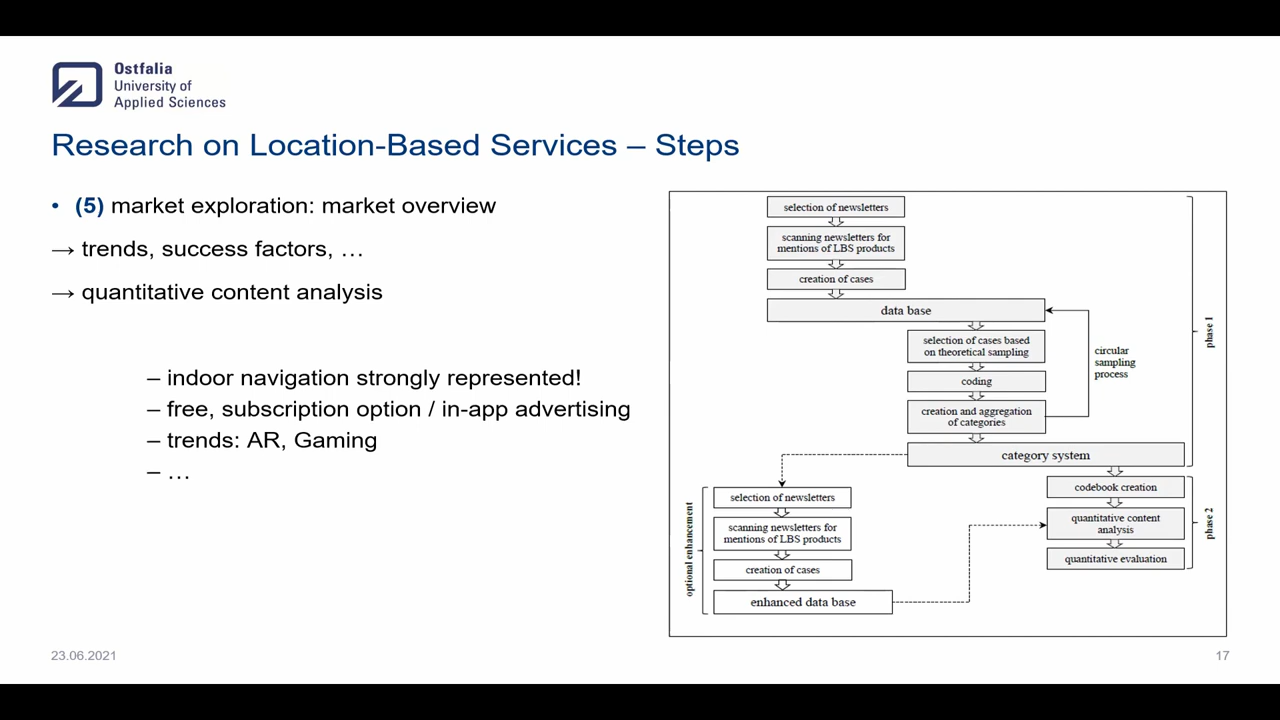 Ostfalia
University of
Applied Sciences
Research on Location-Based Services – Steps
• (5) market exploration: market overview
→ trends, success factors, …
→ quantitative content analysis
– indoor navigation strongly represented!
– free, subscription option / in-app advertising
– trends: AR, Gaming
– …
selection of newsletters
scanning newsletters for
mentions of LBS products
creation of cases
data base
selection of cases based
on theoretical sampling
coding
creation and aggregation
of categories
circular
sampling
process
phase 1
category system
codebook creation
quantitative content
analysis
quantitative evaluation
phase 2
optional enhancement
selection of newsletters
scanning newsletters for
mentions of LBS products
creation of cases
enhanced data base
23.06.2021
17